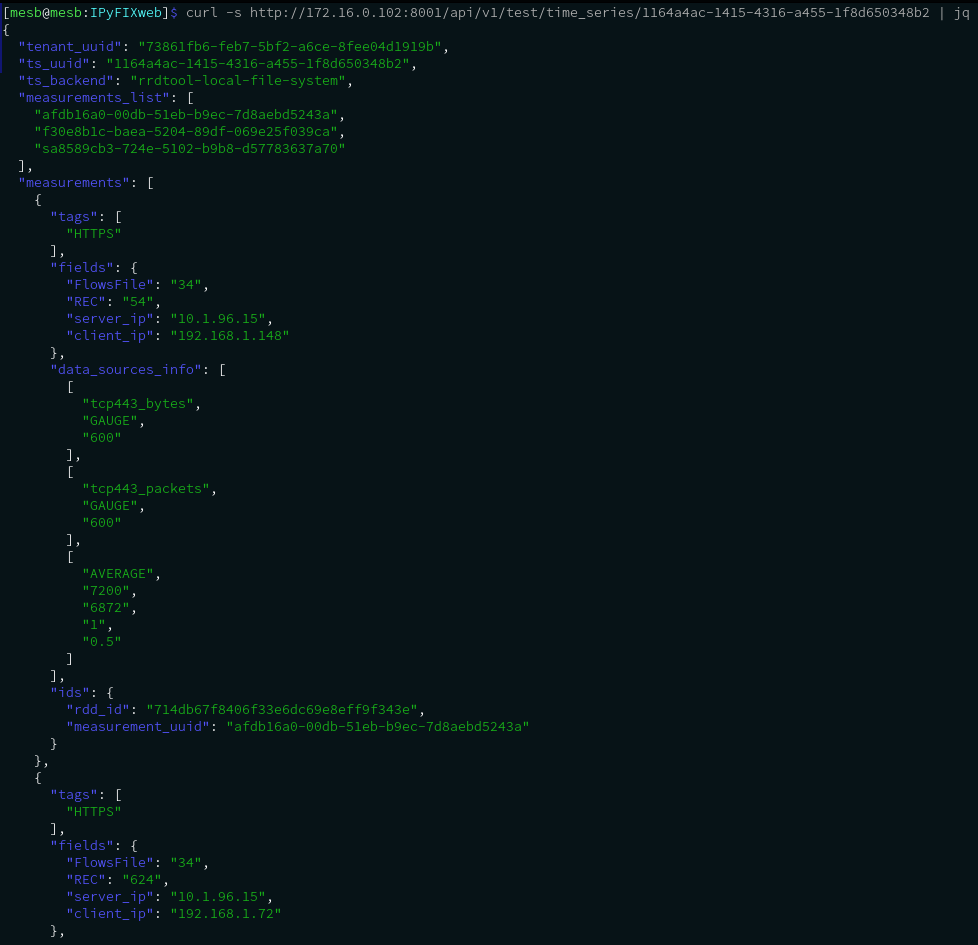 [mesb@mesb:IPyFIXweb]$ curl -s http://172.16.0.102:8001/api/v1/test/time_series/1164a4ac-1415-4316-a455-1f8d650348b2 | jq
{
  "tenant_uuid": "73861fb6-feb7-5bf2-a6ce-8fee04d1919b",
  "ts_uuid": "1164a4ac-1415-4316-a455-1f8d650348b2",
  "ts_backend": "rrdtool-local-file-system",
  "measurements_list": [
    "afdb16a0-00db-51eb-b9ec-7d8aebd5243a",
    "f30e8b1c-baea-5204-89df-069e25f039ca",
    "sa8589cb3-724e-5102-b9b8-d57783637a70"
  ],
  "measurements": [
    {
      "tags": [
        "HTTPS"
      ],
      "fields": {
        "FlowsFile": "34",
        "REC": "54",
        "server_ip": "10.1.96.15",
        "client_ip": "192.168.1.148"
      },
      "data_sources_info": [
        [
          "tcp443_bytes",
          "GAUGE",
          "600"
        ],
        [
          "tcp443_packets",
          "GAUGE",
          "600"
        ],
        [
          "AVERAGE",
          "7200",
          "6872",
          "1",
          "0.5"
        ]
      ],
      "ids": {
        "rdd_id": "714db67f8406f33e6dc69e8eff9f343e",
        "measurement_uuid": "afdb16a0-00db-51eb-b9ec-7d8aebd5243a"
      }
    },
    {
      "tags": [
        "HTTPS"
      ],
      "fields": {
        "FlowsFile": "34",
        "REC": "624",
        "server_ip": "10.1.96.15",
        "client_ip": "192.168.1.72"
      },